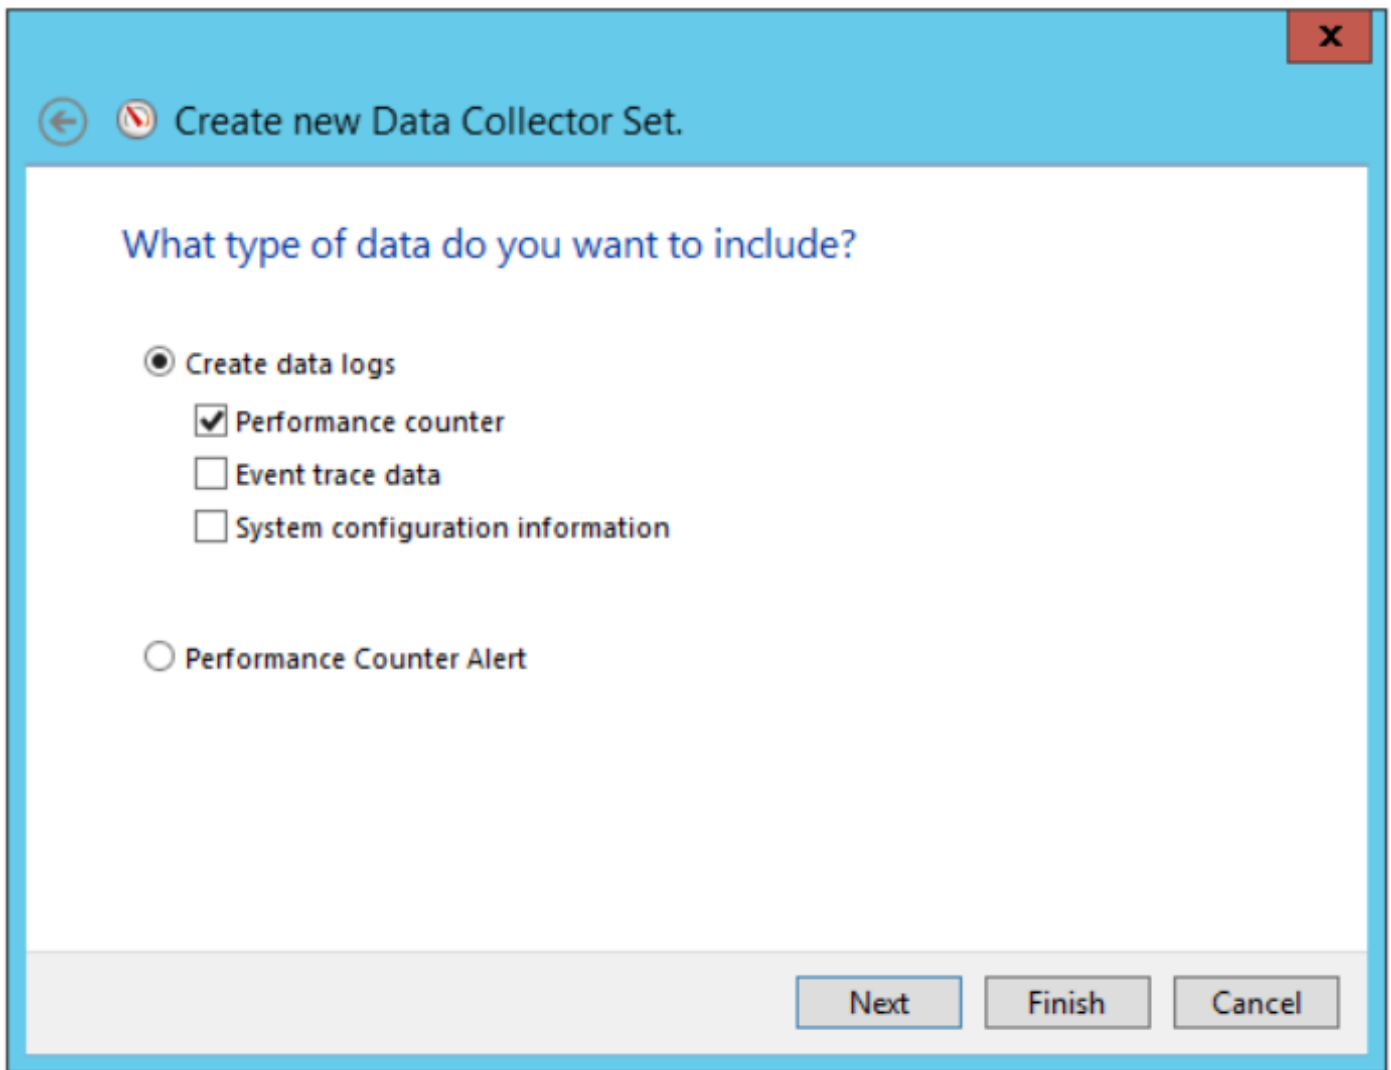 x
Create new Data Collector Set.
What type of data do you want to include?
Create data logs
Performance counter
Event trace data
System configuration information
Performance Counter Alert
Next Finish Cancel